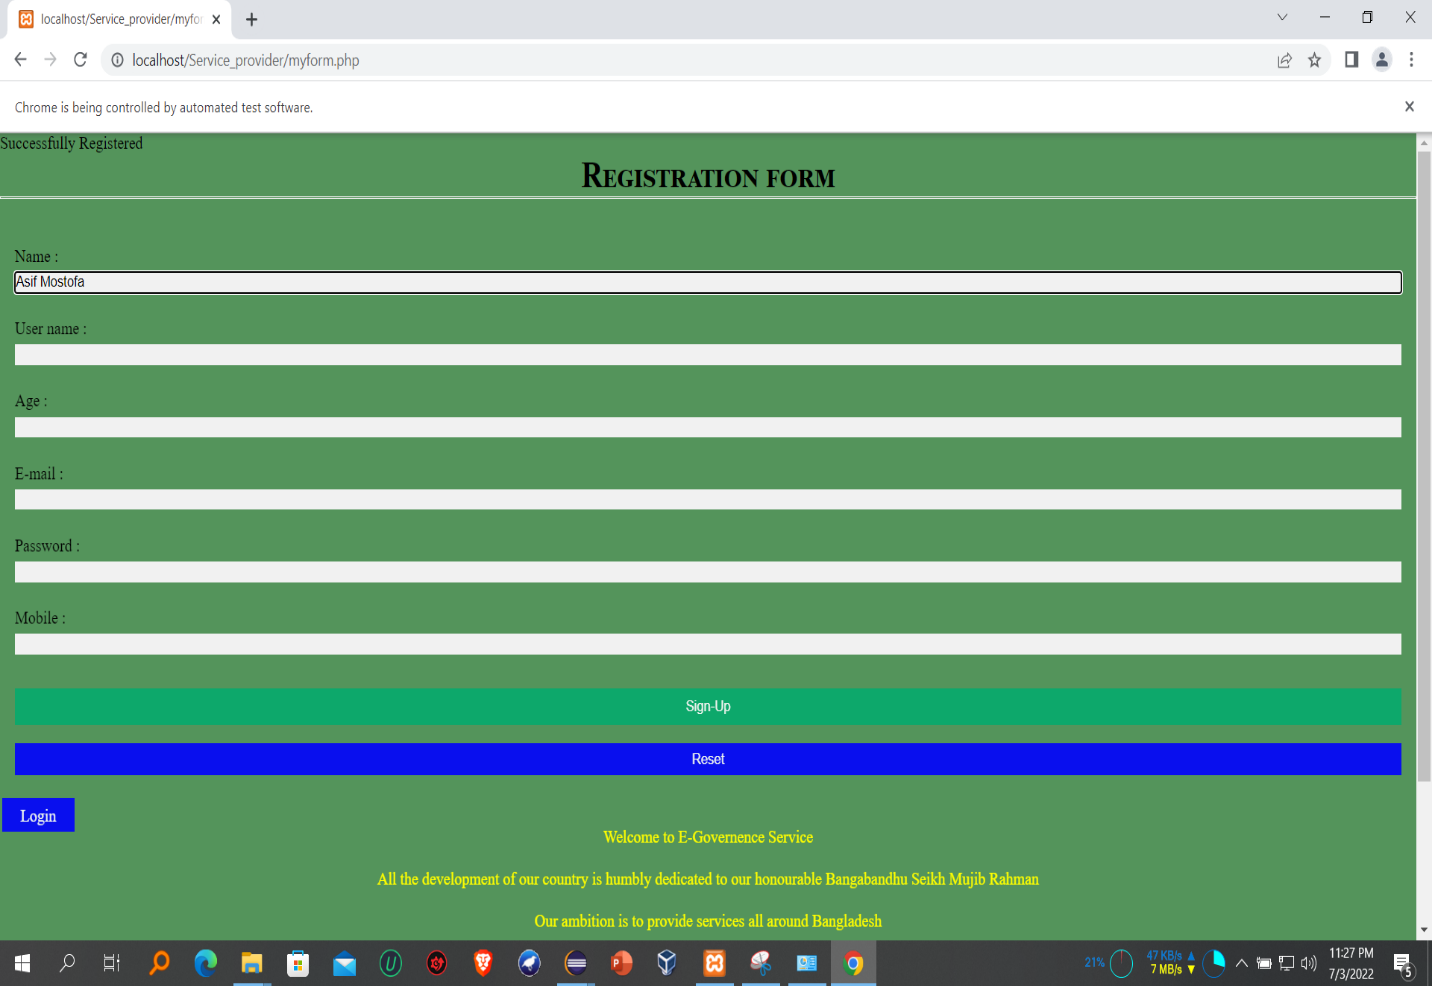 localhost/Service_provider/myfor
localhost/Service_provider/myform.php
Chrome is being controlled by automated test software.
Successfully Registered
REGISTRATION FORM
Name :
Asif Mostofa
User name :
Age :
E-mail :
Password :
Mobile :
Sign-Up
Reset
Login
Welcome to E-Governence Service
All the development of our country is humbly dedicated to our honourable Bangabandhu Seikh Mujib Rahman
Our ambition is to provide services all around Bangladesh
21%
47 KB/s
7 MB/s
11:27 PM
7/3/2022
5